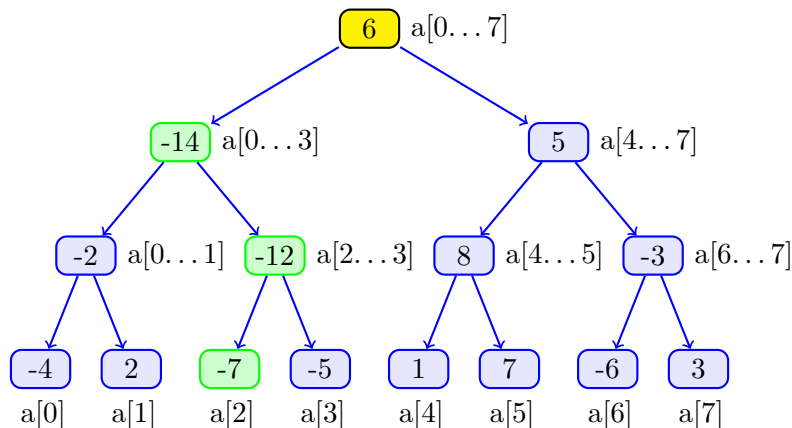 6 a[0...7]
-14 a[0...3] 5 a[4...7]
-2 a[0...1] -12 a[2...3] 8 a[4...5] -3 a[6...7]
-4 2 -7 -5 1 7 -6 3
a[0] a[1] a[2] a[3] a[4] a[5] a[6] a[7]